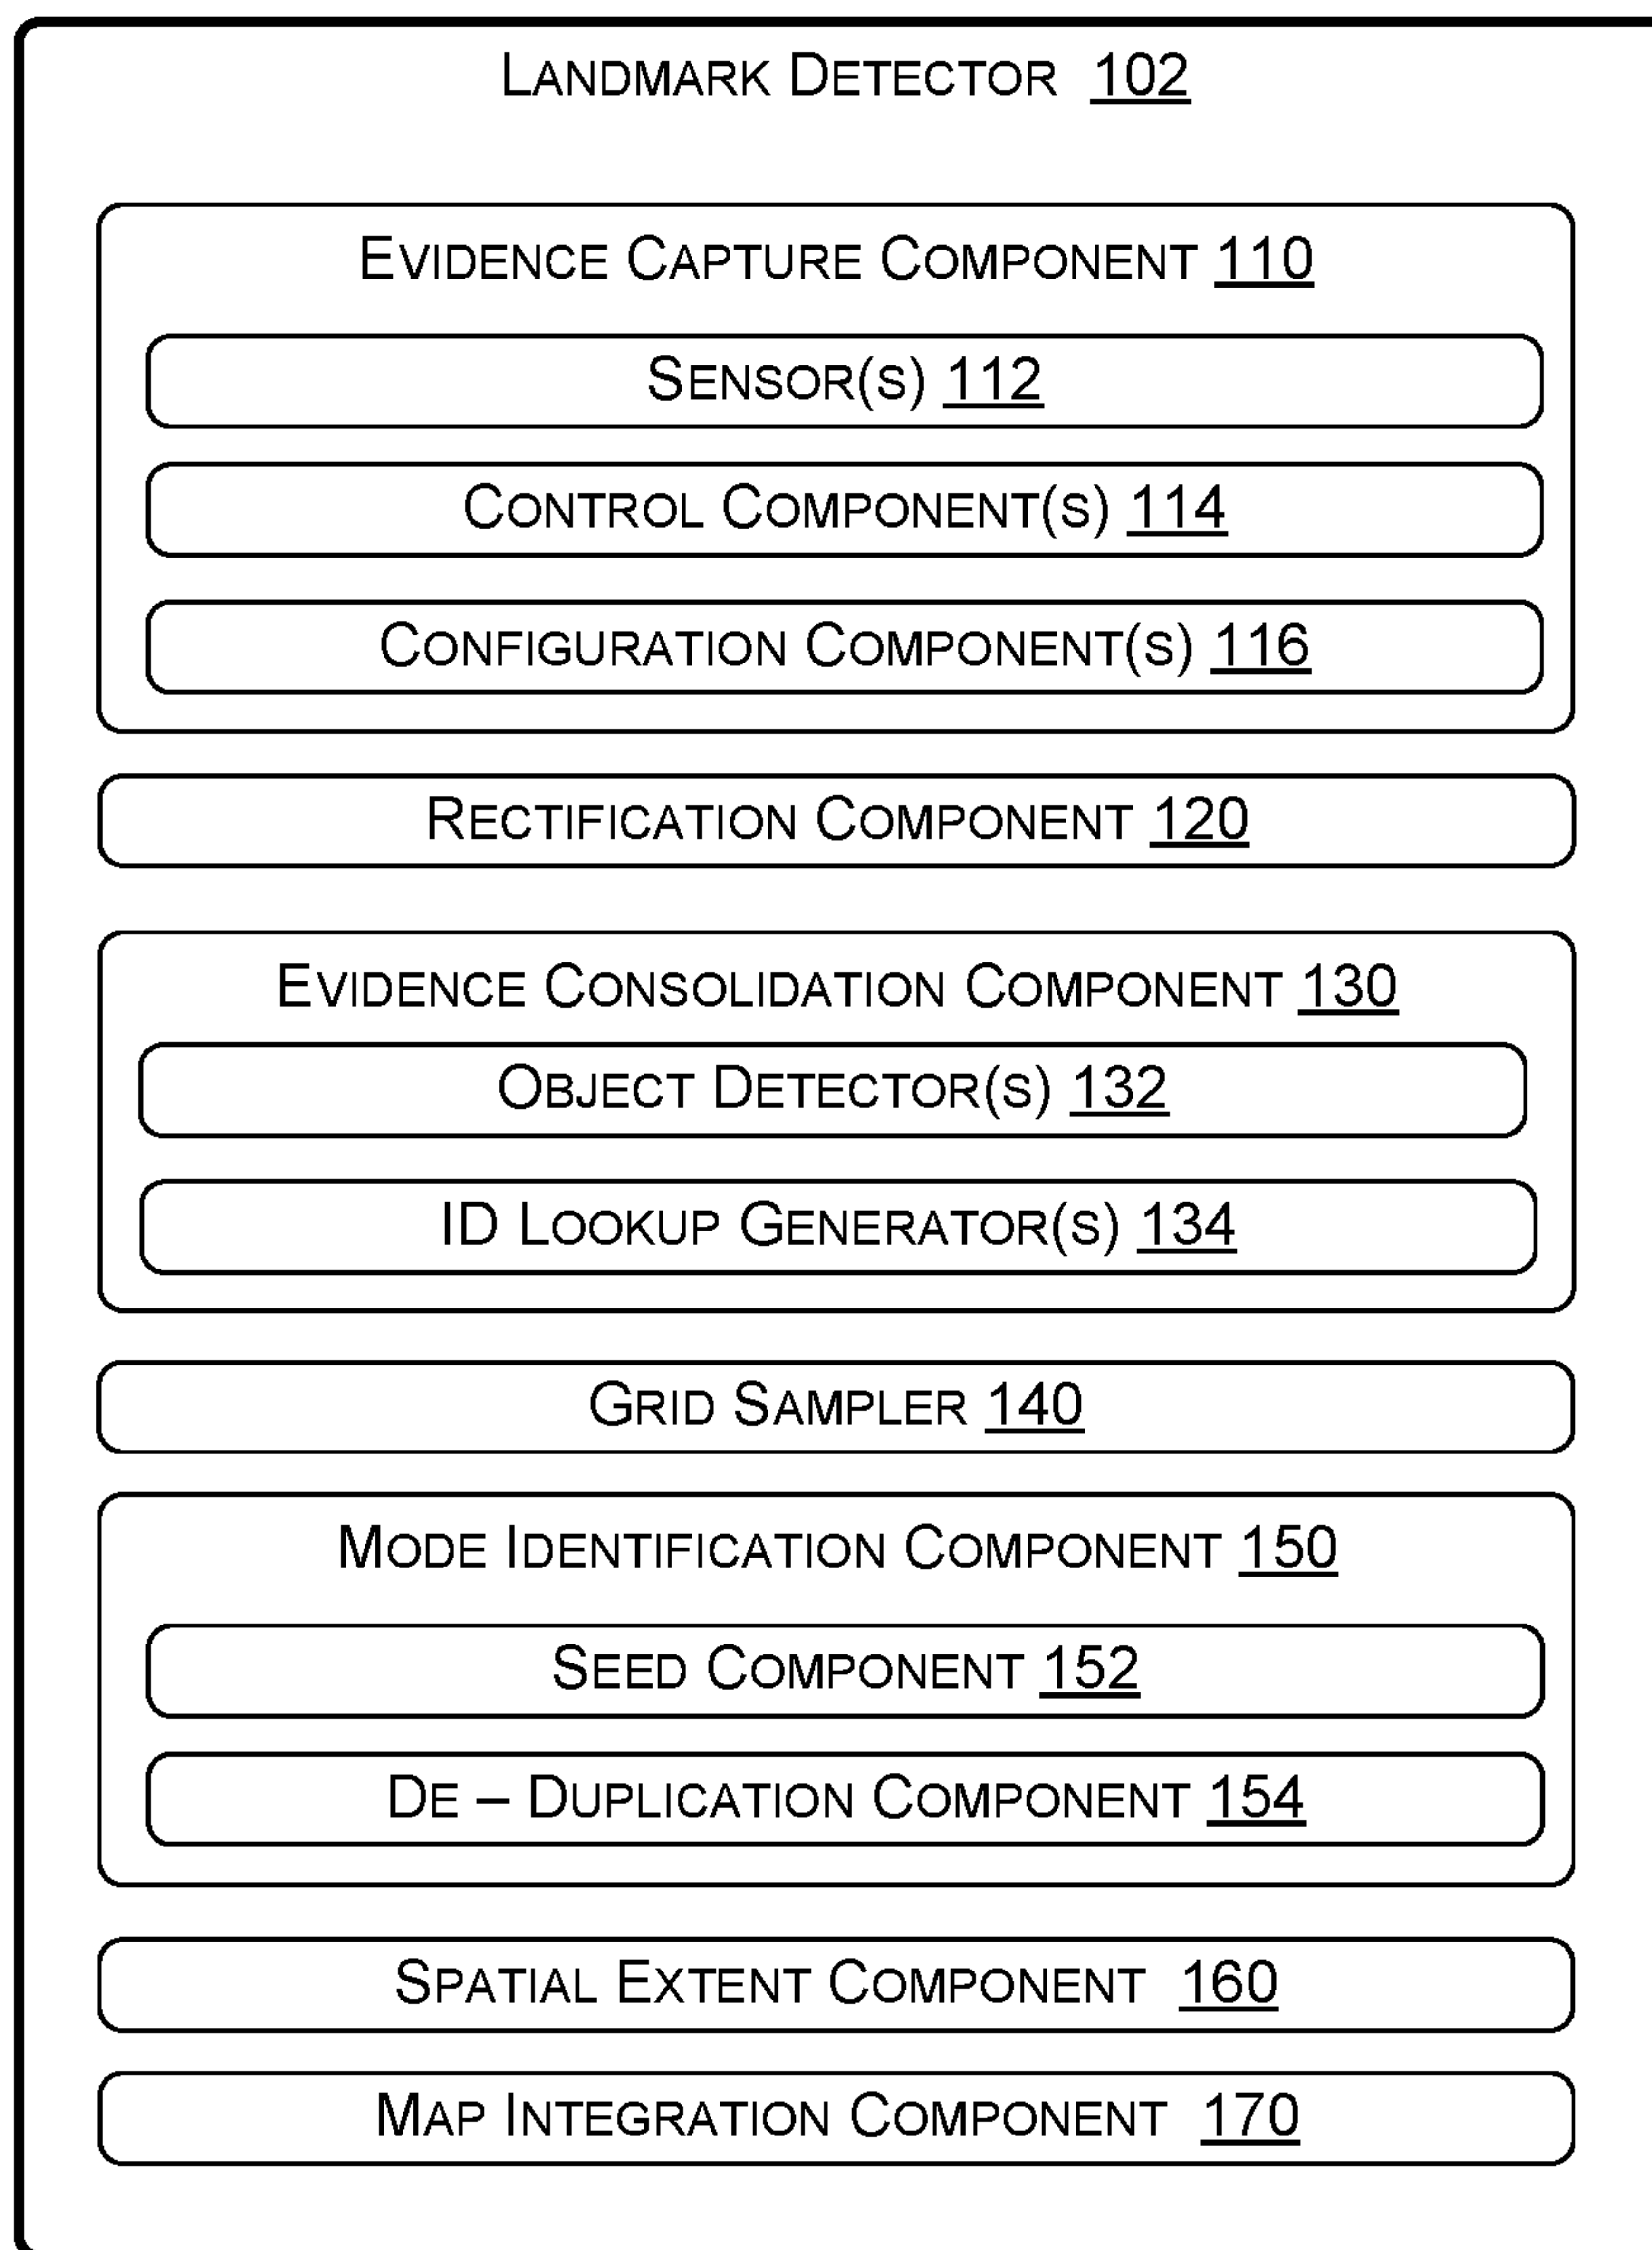 LANDMARK DETECTOR 102
EVIDENCE CAPTURE COMPONENT 110
SENSOR(S) 112
CONTROL COMPONENT(S) 114
CONFIGURATION COMPONENT(S) 116
RECTIFICATION COMPONENT 120
EVIDENCE CONSOLIDATION COMPONENT 130
OBJECT DETECTOR(S) 132
ID LOOKUP GENERATOR(S) 134
GRID SAMPLER 140
MODE IDENTIFICATION COMPONENT 150
SEED COMPONENT 152
DE – DUPLICATION COMPONENT 154
SPATIAL EXTENT COMPONENT 160
MAP INTEGRATION COMPONENT 170